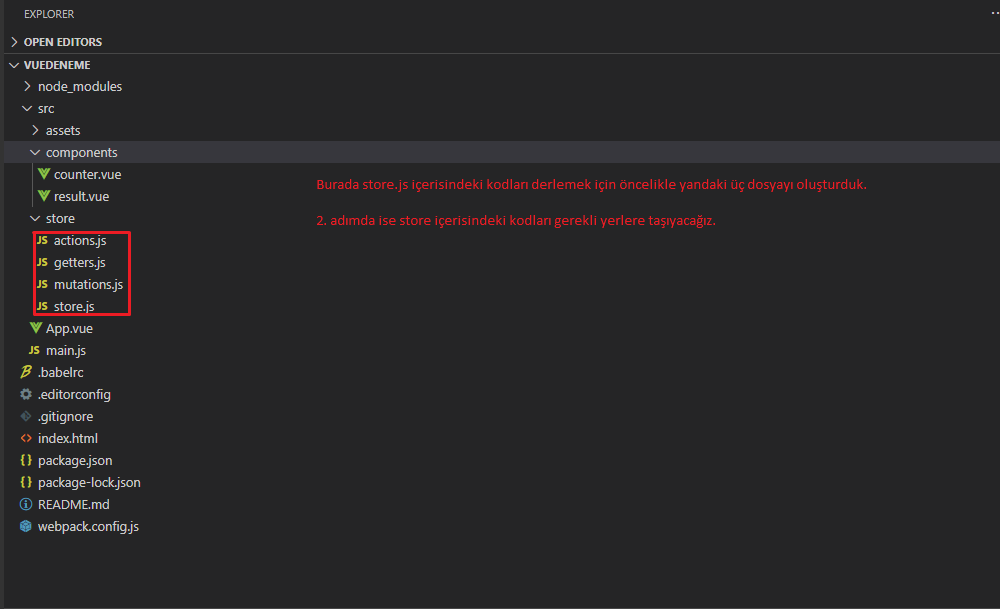 EXPLORER
OPEN EDITORS
VUEDENEME
node_modules
src
assets
components
counter.vue
result.vue
Burada store.js içerisindeki kodları derlemek için öncelikle yandaki üç dosyayı oluşturduk.
2. adımda ise store içerisindeki kodları gerekli yerlere taşıyacağız.
store
JS actions.js
JS getters.js
JS mutations.js
JS store.js
App.vue
JS main.js
.babelrc
.editorconfig
.gitignore
<> index.html
{} package.json
{} package-lock.json
README.md
webpack.config.js